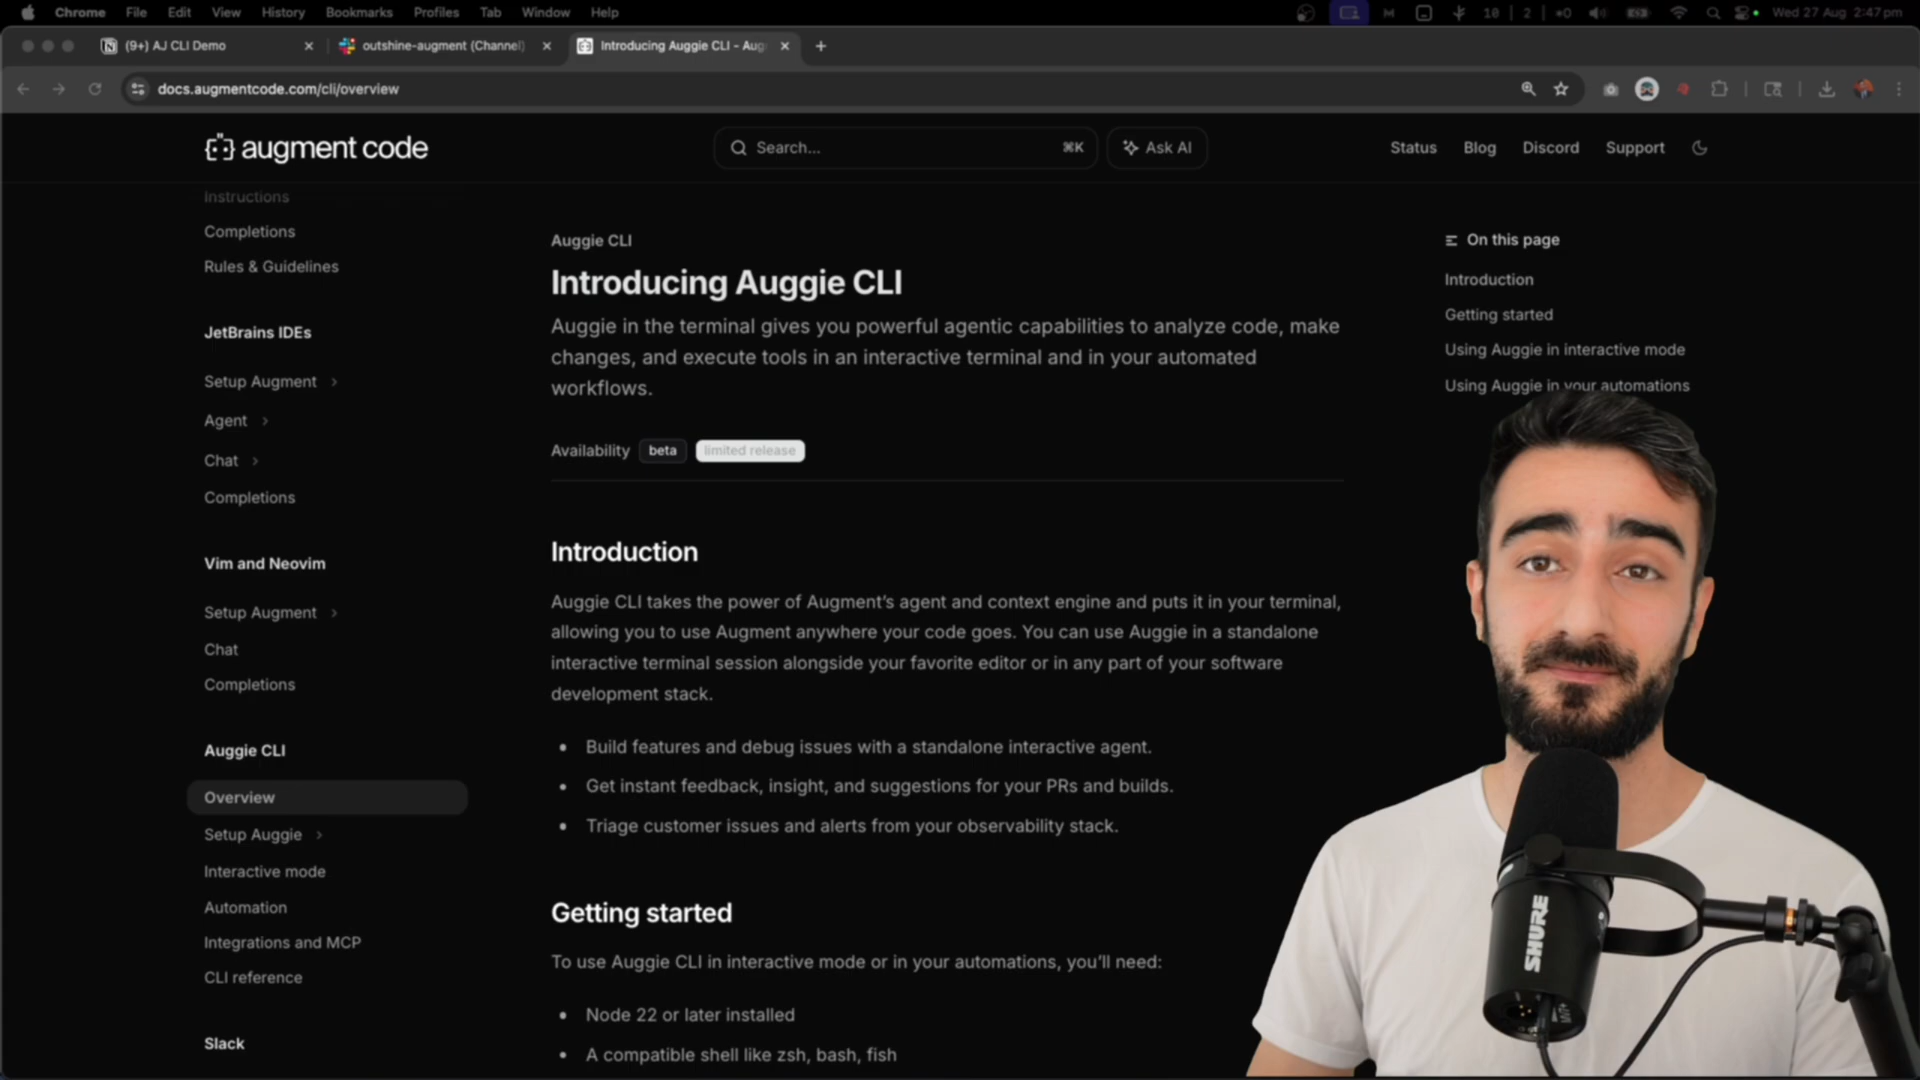 Chrome File Edit View History Bookmarks Profiles Tab Window Help
10 2 Wed 27 Aug 2:47 pm
(9+) AJ CLI Demo
outshine-augment (Channel)
Introducing Auggie CLI - Aug
docs.augmentcode.com/cli/overview
augment code
Search...
⌘K
Ask AI
Status
Blog
Discord
Support
Instructions
Completions
Rules & Guidelines
JetBrains IDEs
Setup Augment
Agent
Chat
Completions
Vim and Neovim
Setup Augment
Chat
Completions
Auggie CLI
Overview
Setup Auggie
Interactive mode
Automation
Integrations and MCP
CLI reference
Slack
Auggie CLI
Introducing Auggie CLI
Auggie in the terminal gives you powerful agentic capabilities to analyze code, make
changes, and execute tools in an interactive terminal and in your automated
workflows.
Availability beta limited release
Introduction
Auggie CLI takes the power of Augment’s agent and context engine and puts it in your terminal,
allowing you to use Augment anywhere your code goes. You can use Auggie in a standalone
interactive terminal session alongside your favorite editor or in any part of your software
development stack.
• Build features and debug issues with a standalone interactive agent.
• Get instant feedback, insight, and suggestions for your PRs and builds.
• Triage customer issues and alerts from your observability stack.
Getting started
To use Auggie CLI in interactive mode or in your automations, you’ll need:
• Node 22 or later installed
• A compatible shell like zsh, bash, fish
On this page
Introduction
Getting started
Using Auggie in interactive mode
Using Auggie in your automations
SHURE